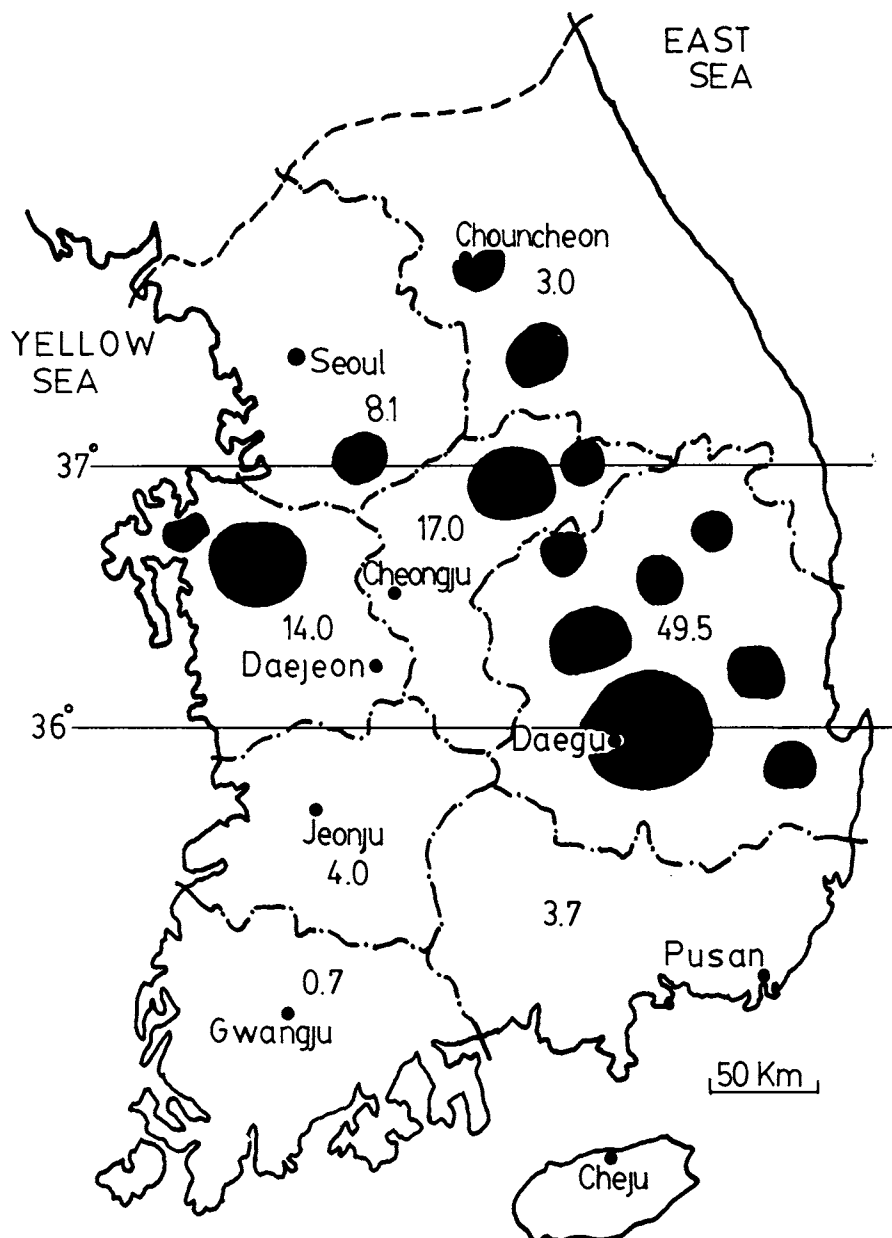 EAST
SEA
Chouncheon
3.0
YELLOW
SEA
Seoul
8.1
37°
17.0
Cheongju
14.0
49.5
Daejeon
36°
Daegu
Jeonju
4.0
3.7
Pusan
0.7
Gwangju
50 Km
Cheju